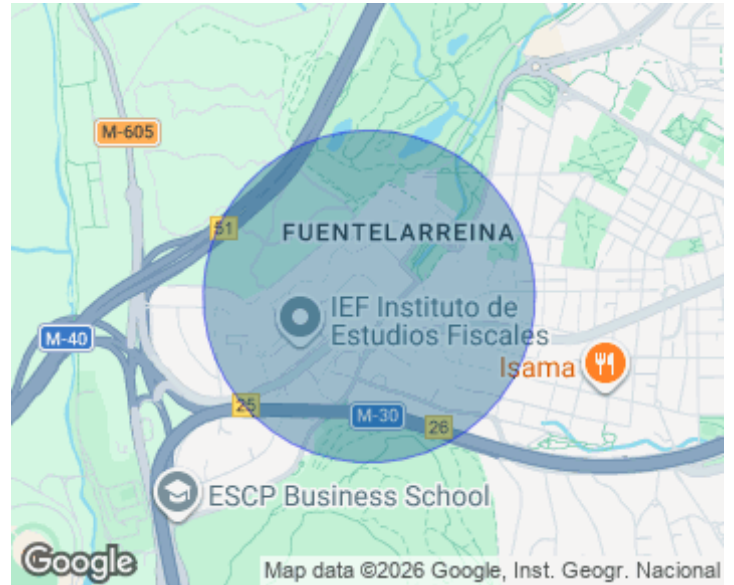 M-605
51
FUENTELARREINA
IEF Instituto de
Estudios Fiscales
M-40
Isama
25
M-30
26
ESCP Business School
Google
Map data ©2026 Google, Inst. Geogr. Nacional